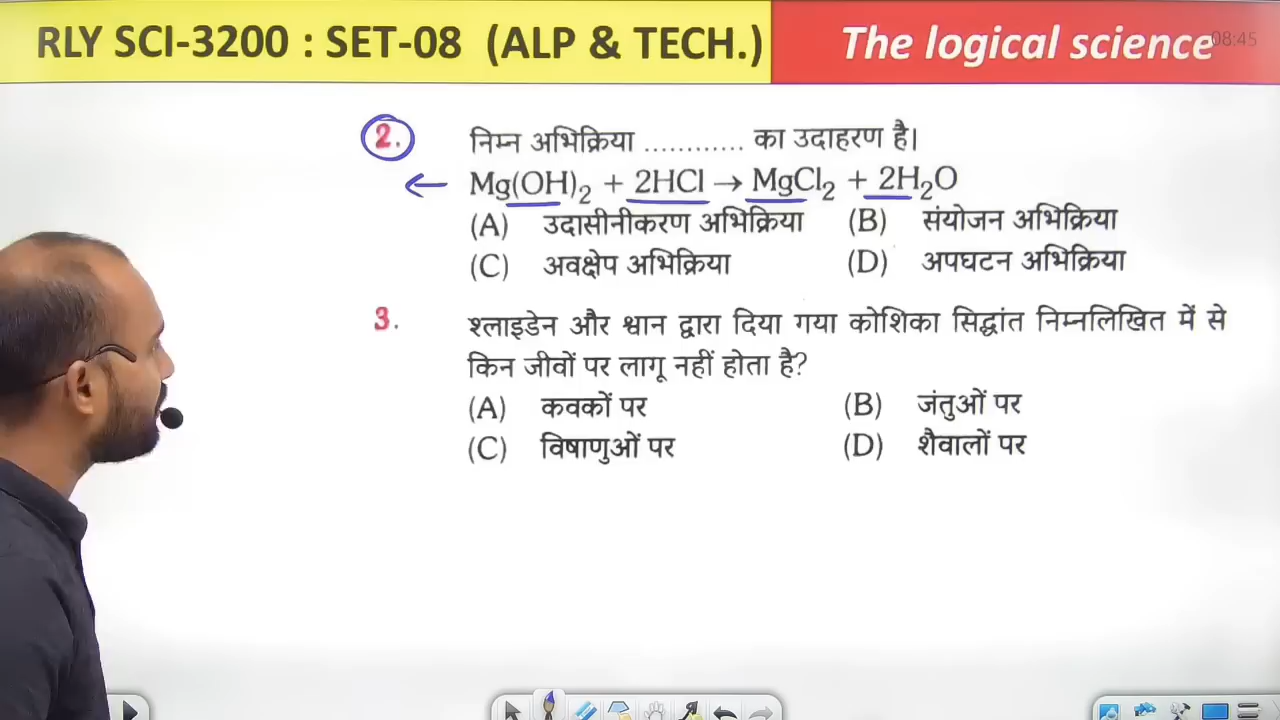 RLY SCI-3200 : SET-08 (ALP & TECH.) The logical science 08:45
2. निम्न अभिक्रिया ............ का उदाहरण है।
Mg(OH)₂ + 2HCl → MgCl₂ + 2H₂O
(A) उदासीनीकरण अभिक्रिया (B) संयोजन अभिक्रिया
(C) अवक्षेप अभिक्रिया (D) अपघटन अभिक्रिया
3. श्लाइडेन और श्वान द्वारा दिया गया कोशिका सिद्धांत निम्नलिखित में से
किन जीवों पर लागू नहीं होता है?
(A) कवकों पर (B) जंतुओं पर
(C) विषाणुओं पर (D) शैवालों पर